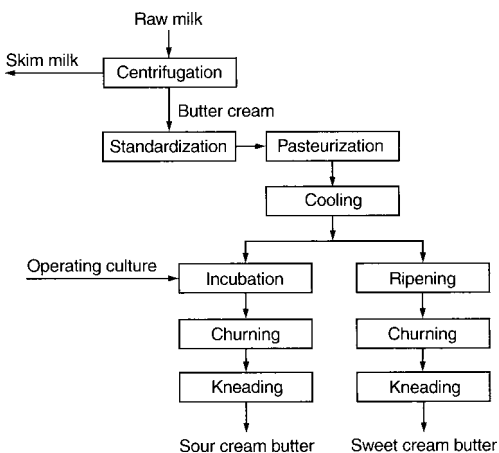 Raw milk
Skim milk
Centrifugation
Butter cream
Standardization
Pasteurization
Cooling
Operating culture
Incubation
Ripening
Churning
Churning
Kneading
Kneading
Sour cream butter
Sweet cream butter